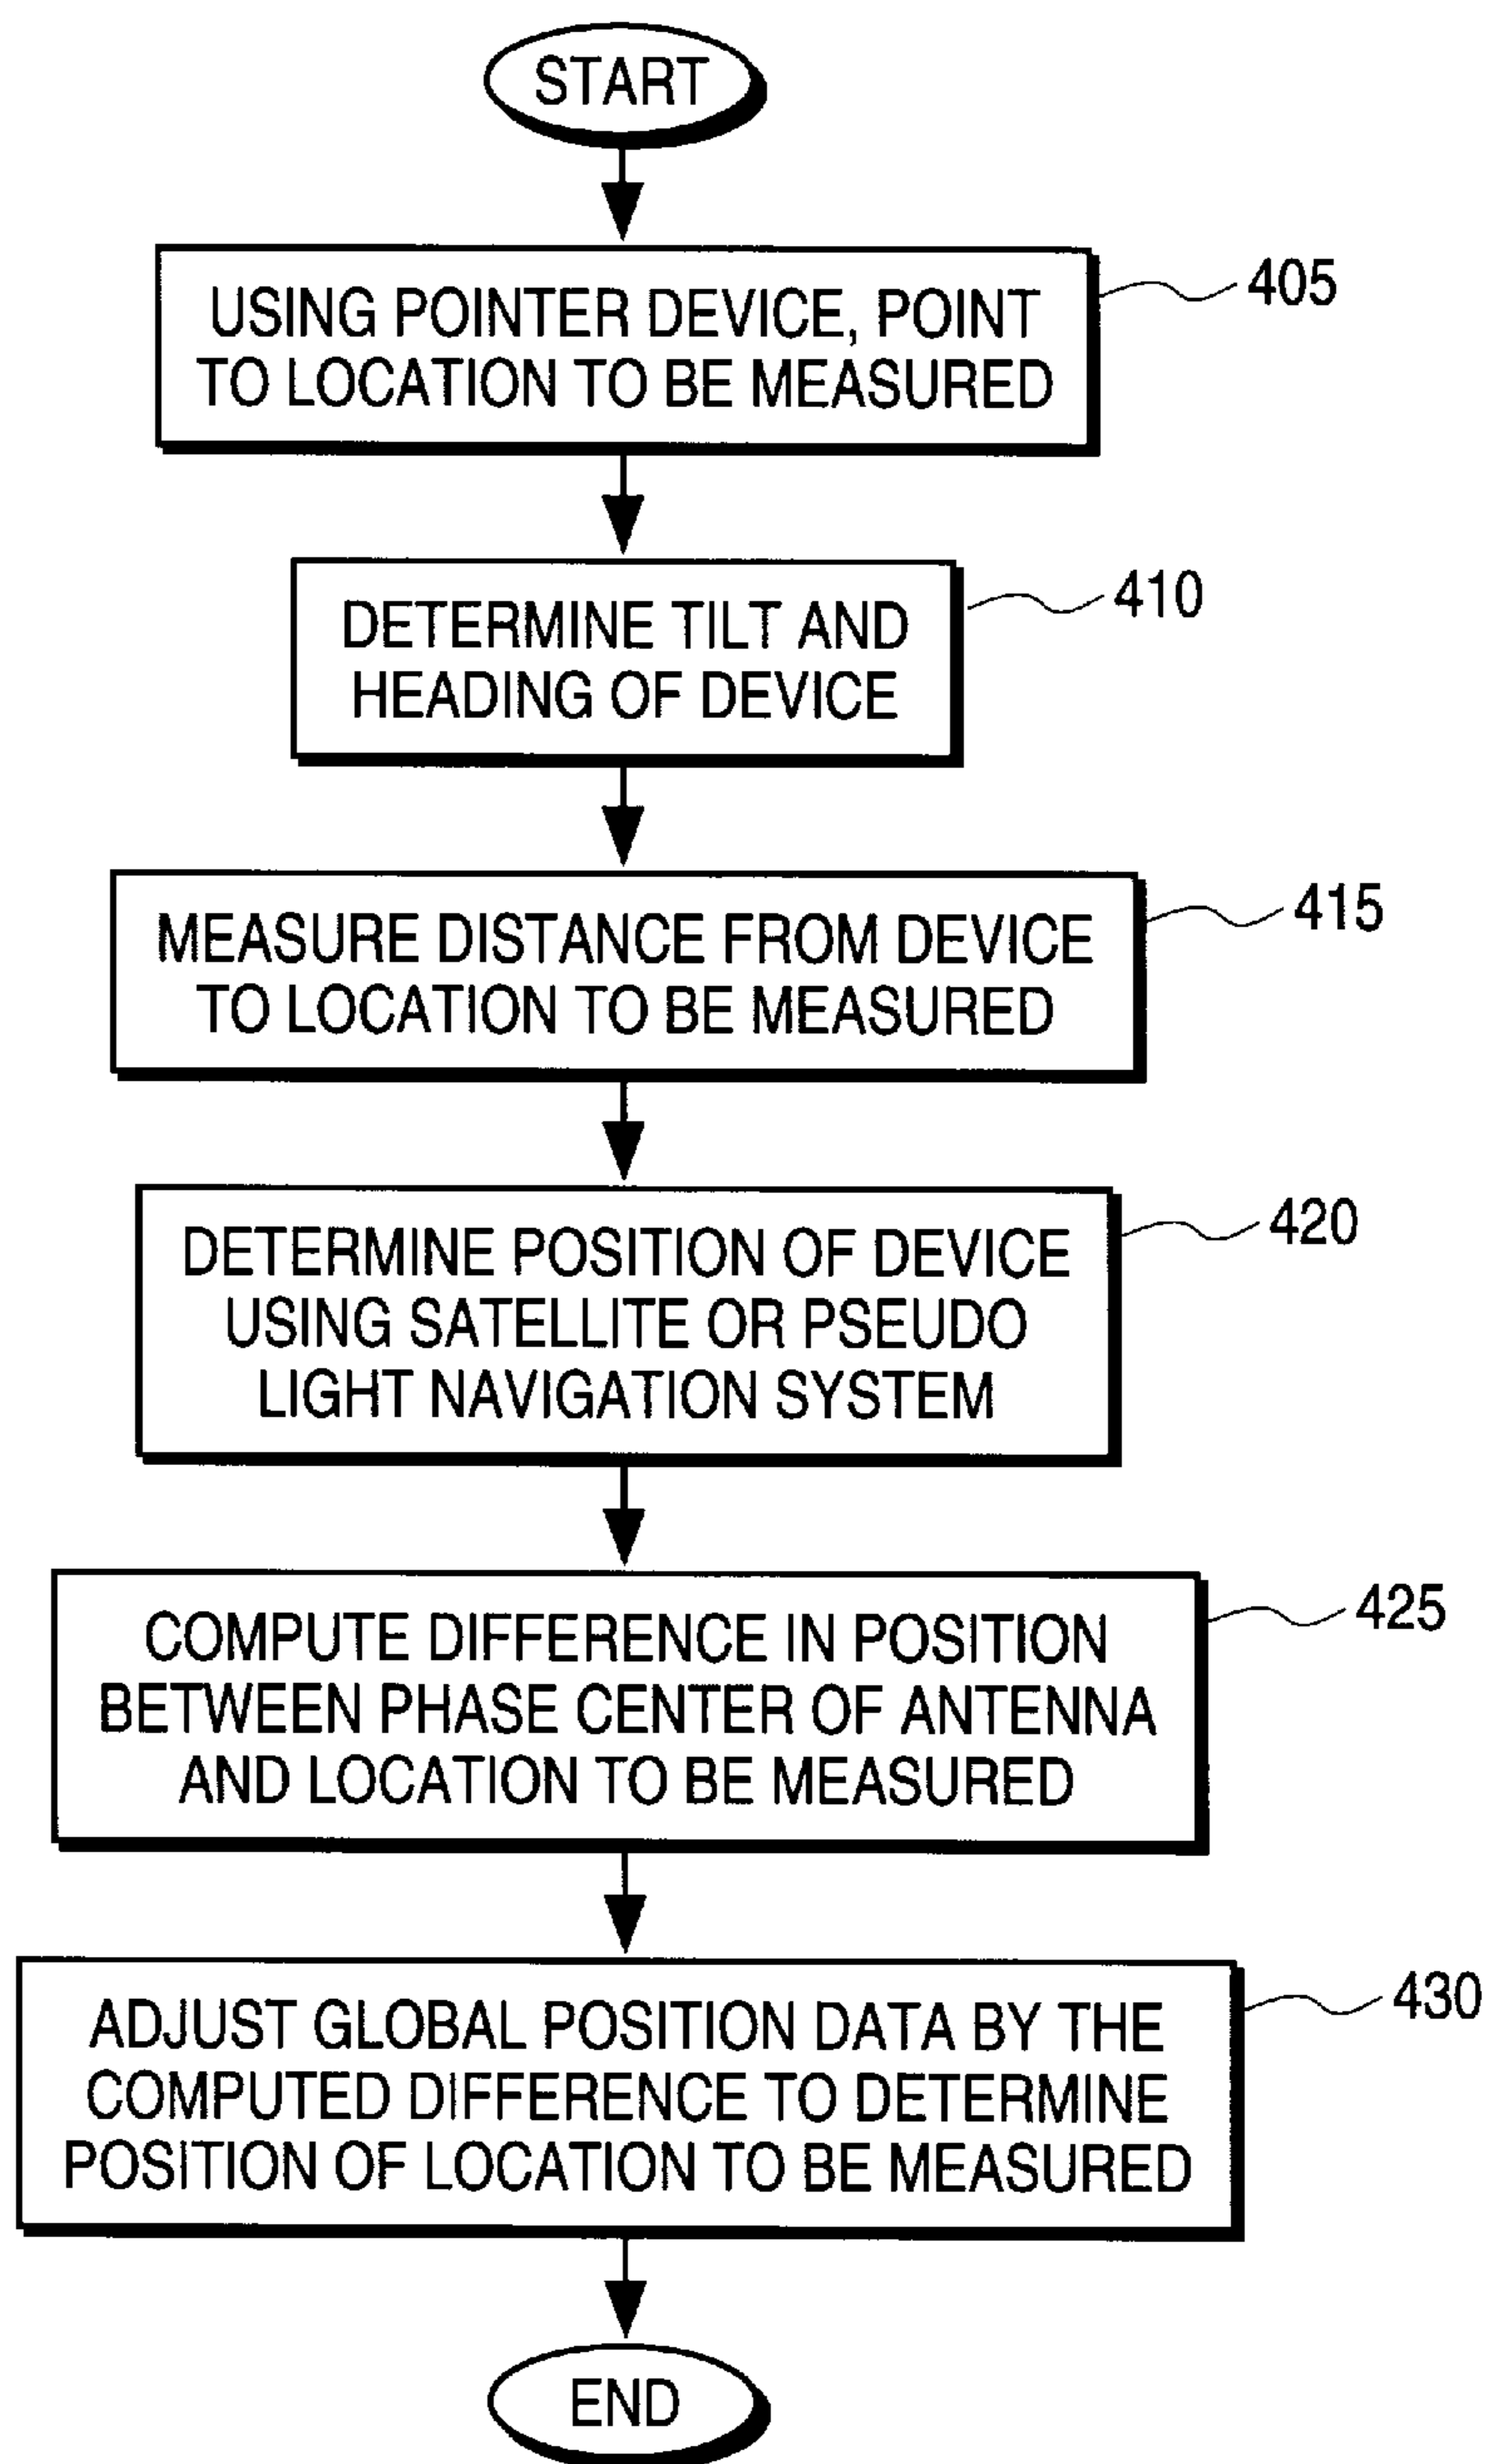 START
USING POINTER DEVICE, POINT
TO LOCATION TO BE MEASURED
405
DETERMINE TILT AND
HEADING OF DEVICE
410
MEASURE DISTANCE FROM DEVICE
TO LOCATION TO BE MEASURED
415
DETERMINE POSITION OF DEVICE
USING SATELLITE OR PSEUDO
LIGHT NAVIGATION SYSTEM
420
COMPUTE DIFFERENCE IN POSITION
BETWEEN PHASE CENTER OF ANTENNA
AND LOCATION TO BE MEASURED
425
ADJUST GLOBAL POSITION DATA BY THE
COMPUTED DIFFERENCE TO DETERMINE
POSITION OF LOCATION TO BE MEASURED
430
END